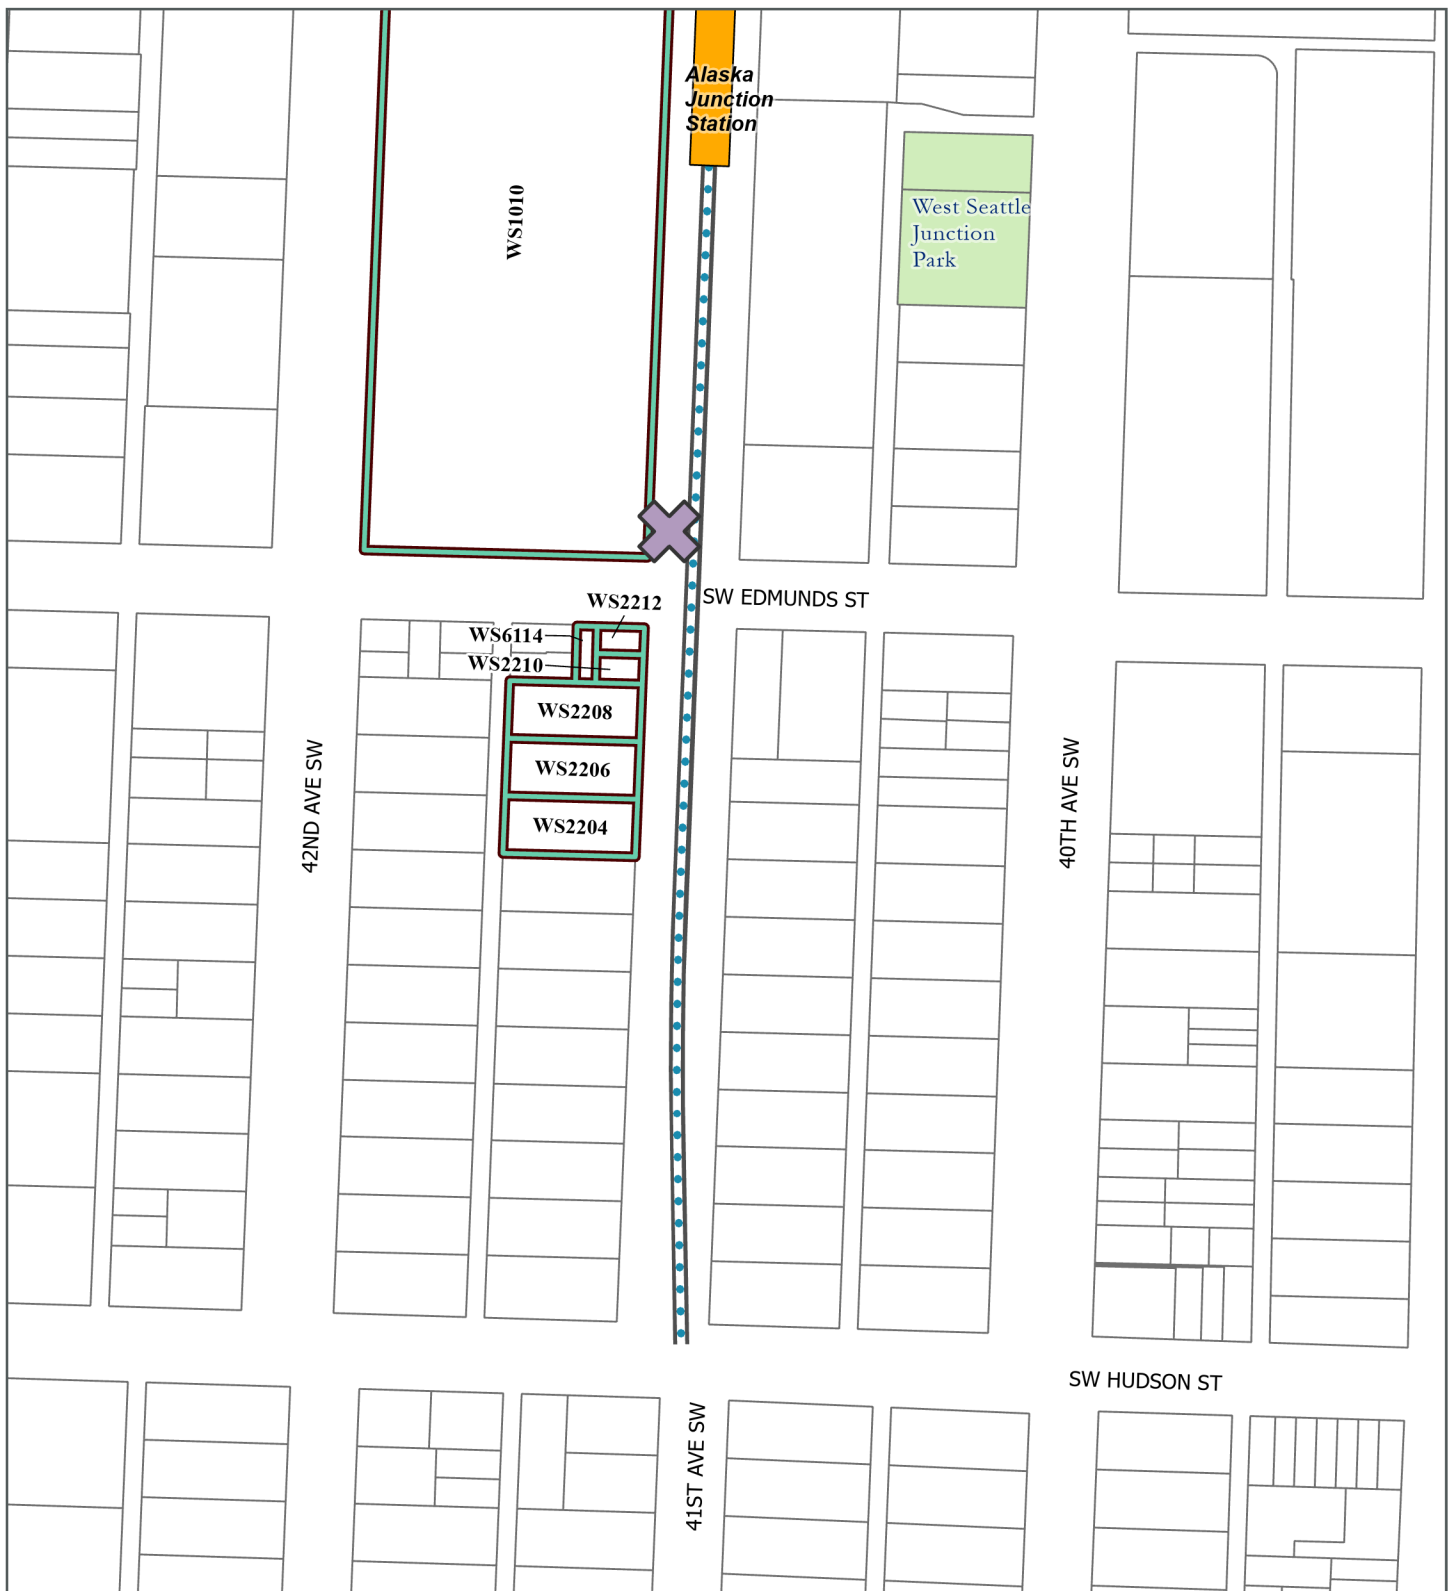 Alaska
Junction
Station
WS1010
West Seattle
Junction
Park
SW EDMUNDS ST
WS2212
WS6114
WS2210
WS2208
WS2206
WS2204
42ND AVE SW
40TH AVE SW
SW HUDSON ST
41ST AVE SW